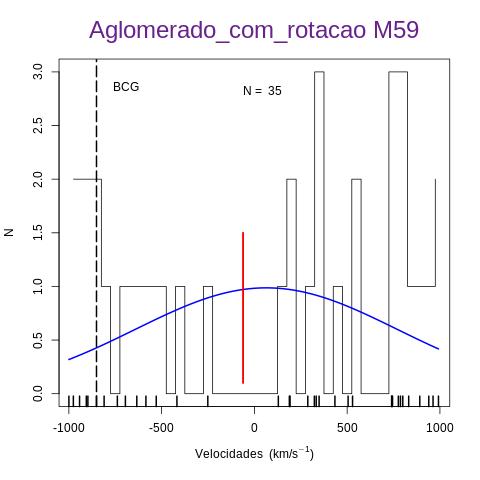 Aglomerado_com_rotacao M59
BCG
N = 35
3.0
2.5
2.0
1.5
1.0
0.5
0.0
N
-1000 -500 0 500 1000
Velocidades (km/s⁻¹)